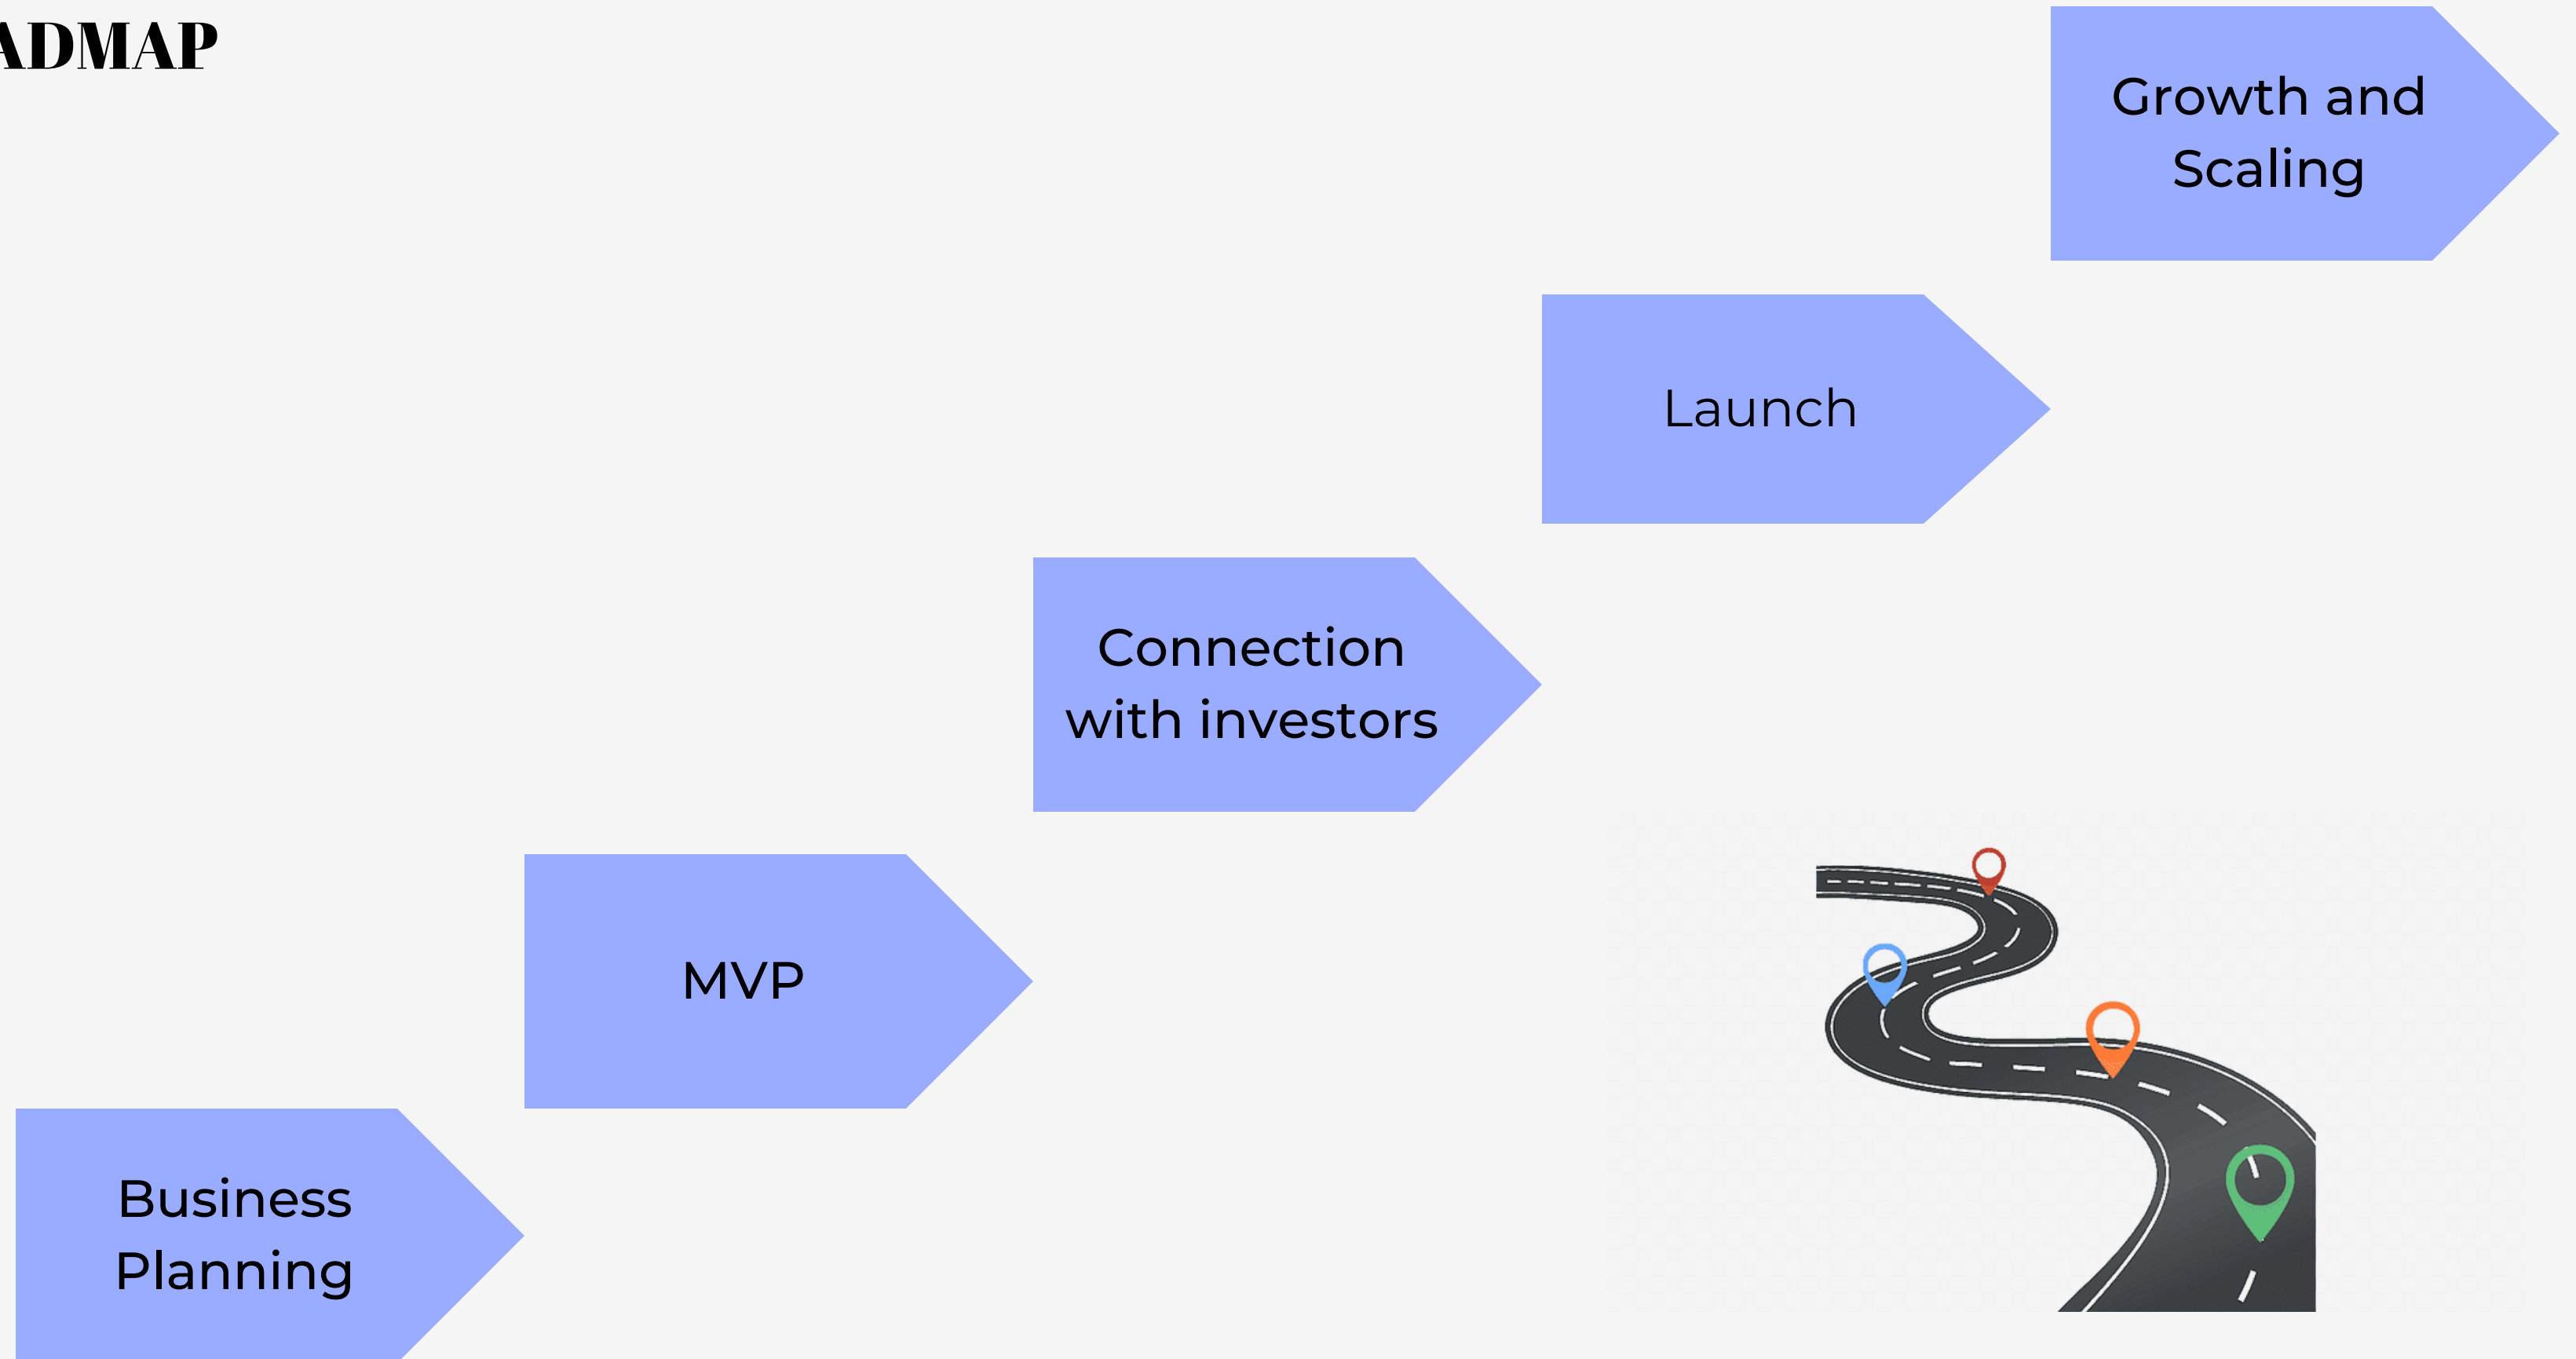 ADMAP
Growth and
Scaling
Launch
Connection
with investors
MVP
Business
Planning